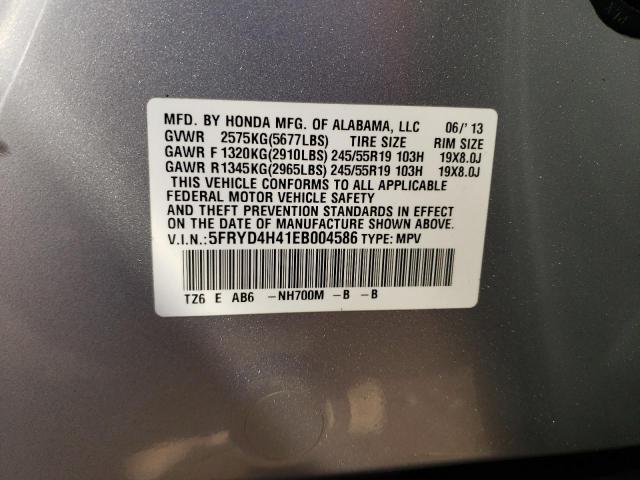 MFD. BY HONDA MFG. OF ALABAMA, LLC 06/'13
GVWR 2575KG(5677LBS) TIRE SIZE RIM SIZE
GAWR F1320KG(2910LBS) 245/55R19 103H 19X8.0J
GAWR R1345KG(2965LBS) 245/55R19 103H 19X8.0J
THIS VEHICLE CONFORMS TO ALL APPLICABLE
FEDERAL MOTOR VEHICLE SAFETY
AND THEFT PREVENTION STANDARDS IN EFFECT
ON THE DATE OF MANUFACTURE SHOWN ABOVE.
V.I.N.:5FRYD4H41EB004586 TYPE: MPV
TZ6 E AB6 -NH700M -B -B